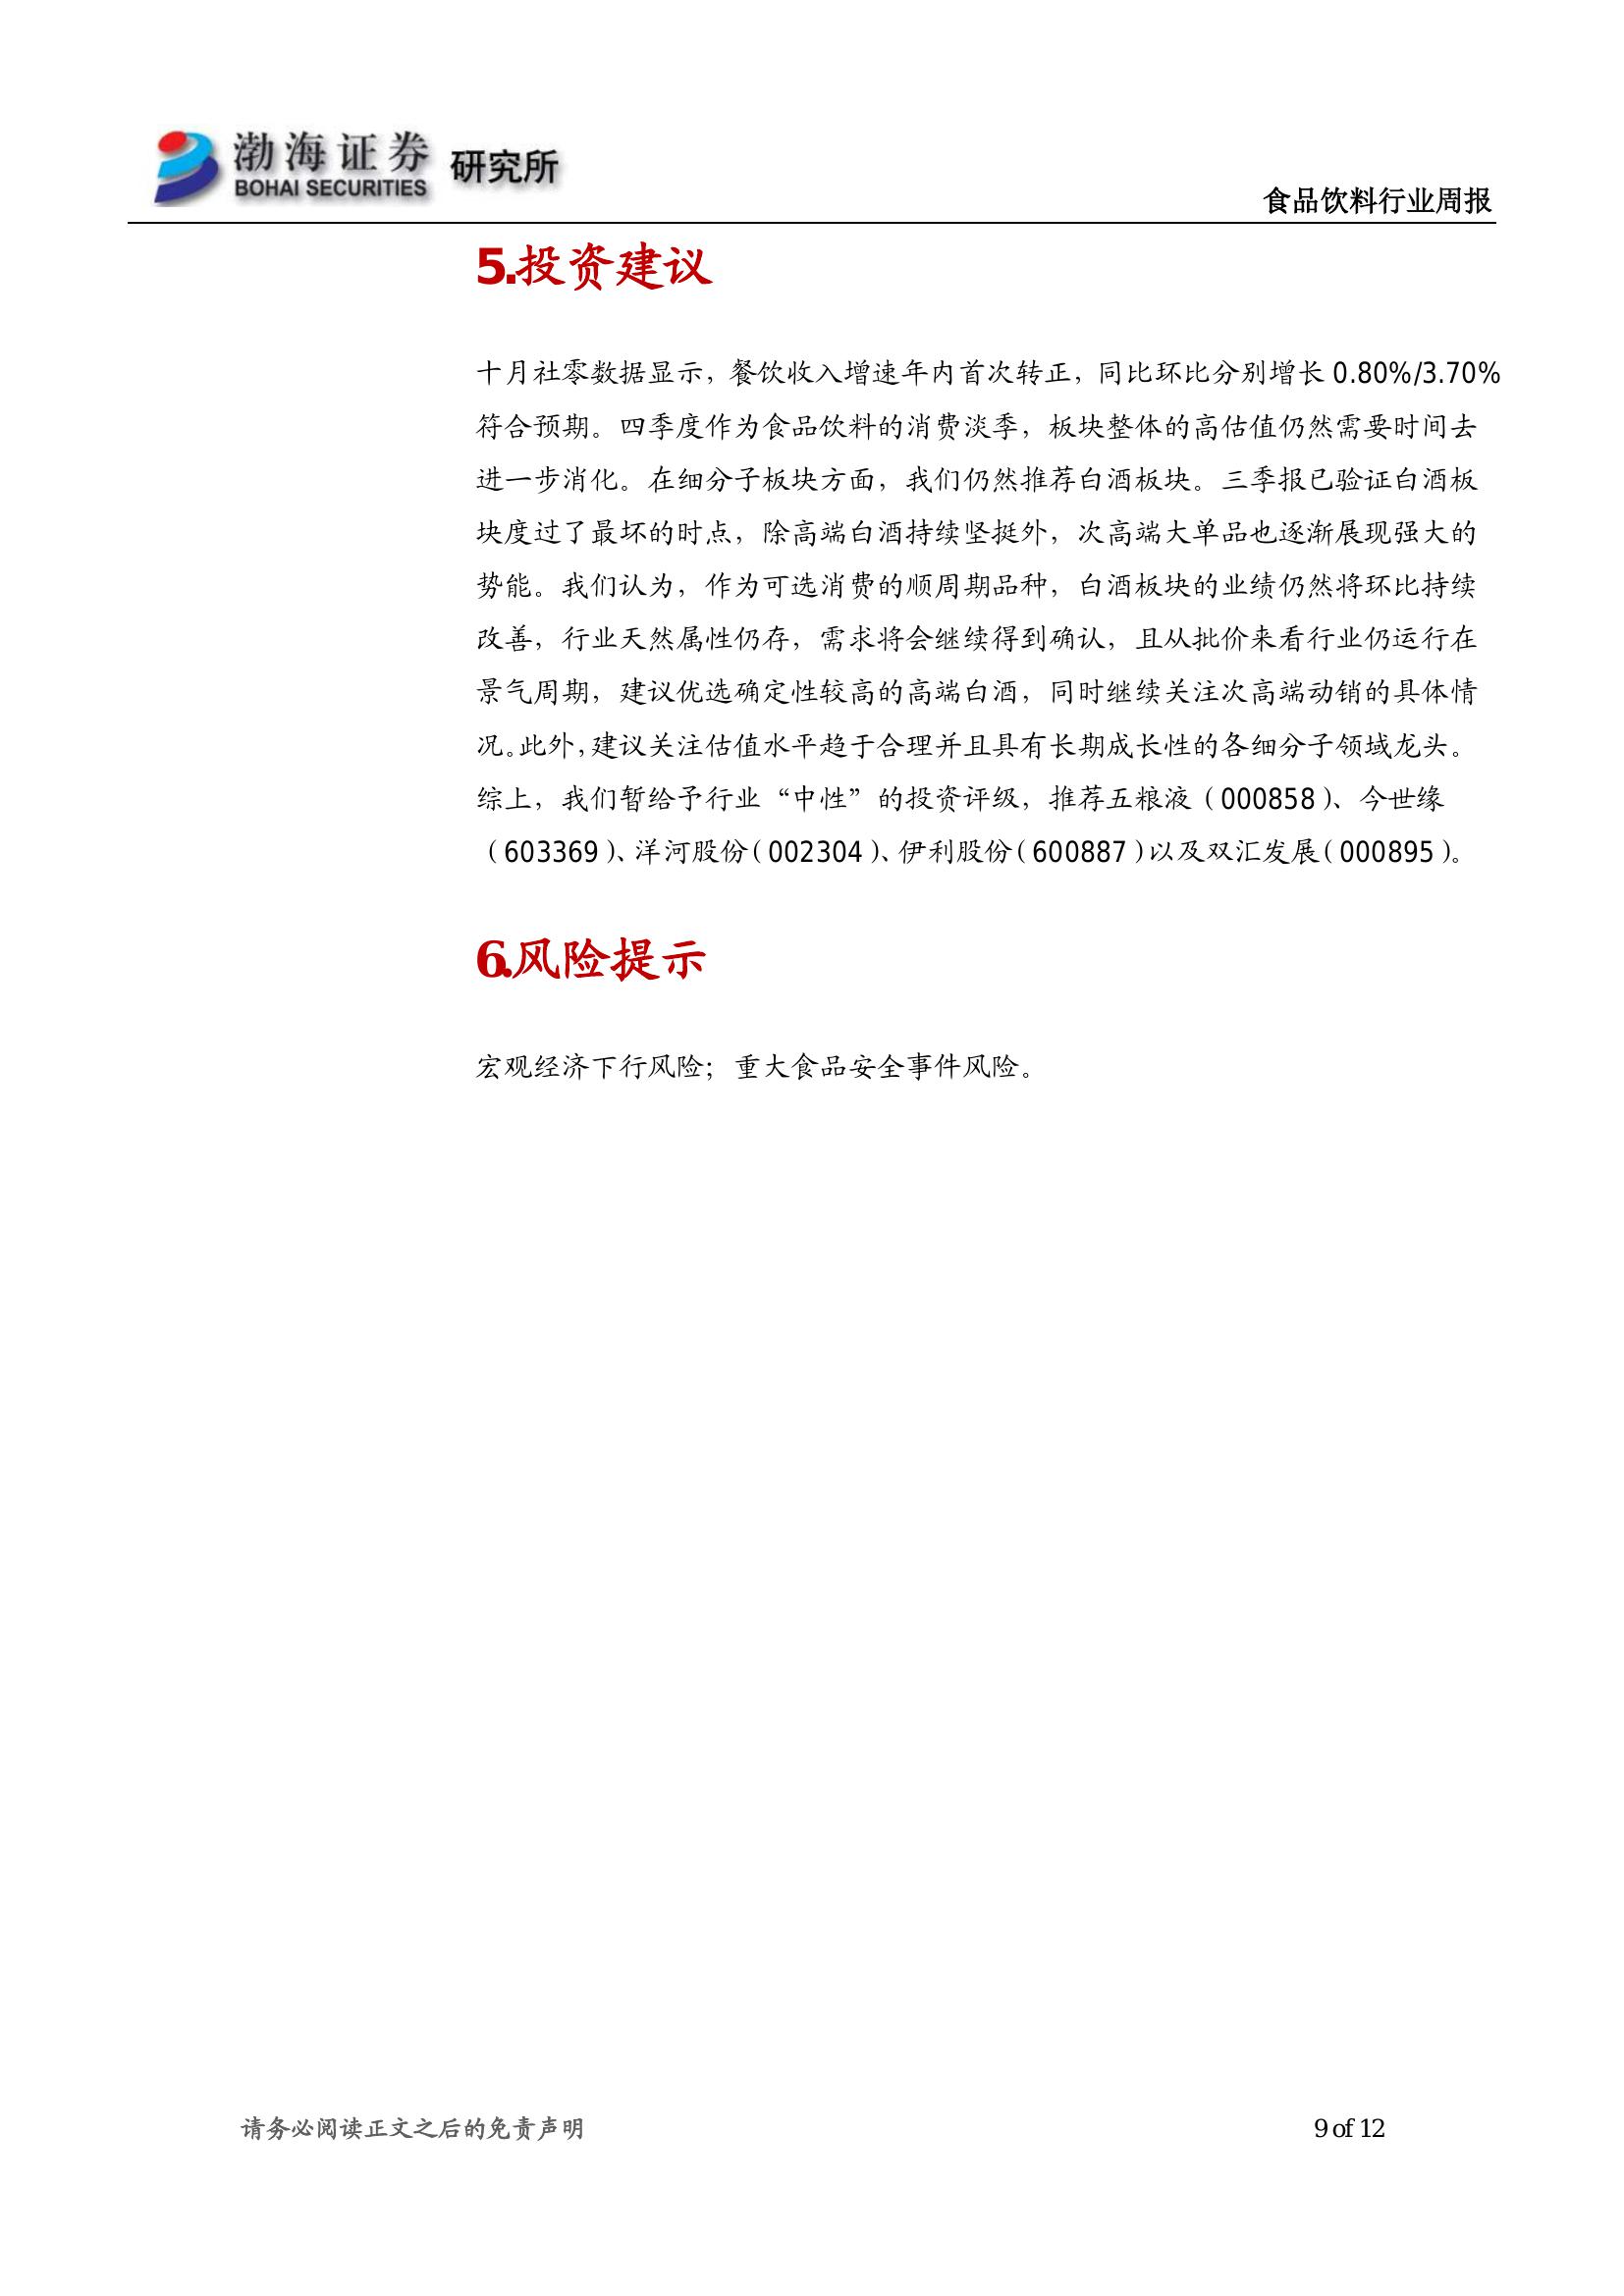 渤海证券 研究所
BOHAI SECURITIES
食品饮料行业周报
5.投资建议
十月社零数据显示，餐饮收入增速年内首次转正，同比环比分别增长 0.80%/3.70%
符合预期。四季度作为食品饮料的消费淡季，板块整体的高估值仍然需要时间去
进一步消化。在细分子板块方面，我们仍然推荐白酒板块。三季报已验证白酒板
块度过了最坏的时点，除高端白酒持续坚挺外，次高端大单品也逐渐展现强大的
势能。我们认为，作为可选消费的顺周期品种，白酒板块的业绩仍然将环比持续
改善，行业天然属性仍存，需求将会继续得到确认，且从批价来看行业仍运行在
景气周期，建议优选确定性较高的高端白酒，同时继续关注次高端动销的具体情
况。此外，建议关注估值水平趋于合理并且具有长期成长性的各细分子领域龙头。
综上，我们暂给予行业“中性”的投资评级，推荐五粮液（000858）、今世缘
（603369）、洋河股份（002304）、伊利股份（600887）以及双汇发展（000895）。
6.风险提示
宏观经济下行风险；重大食品安全事件风险。
请务必阅读正文之后的免责声明
9 of 12